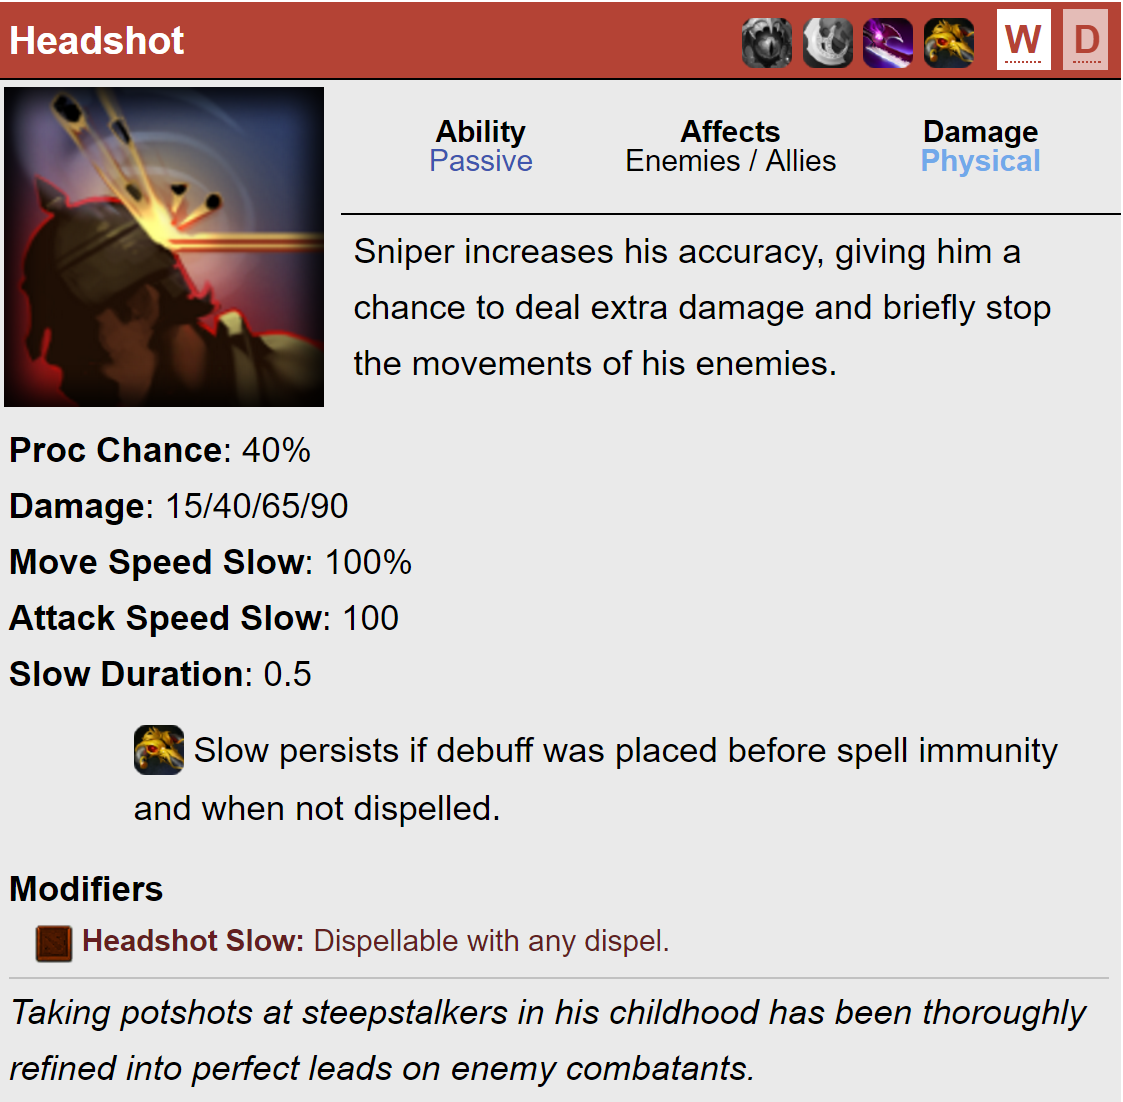 Headshot
W D
Ability Affects Damage
Passive Enemies / Allies Physical
Sniper increases his accuracy, giving him a
chance to deal extra damage and briefly stop
the movements of his enemies.
Proc Chance: 40%
Damage: 15/40/65/90
Move Speed Slow: 100%
Attack Speed Slow: 100
Slow Duration: 0.5
Slow persists if debuff was placed before spell immunity
and when not dispelled.
Modifiers
Headshot Slow: Dispellable with any dispel.
Taking potshots at steepstalkers in his childhood has been thoroughly
refined into perfect leads on enemy combatants.